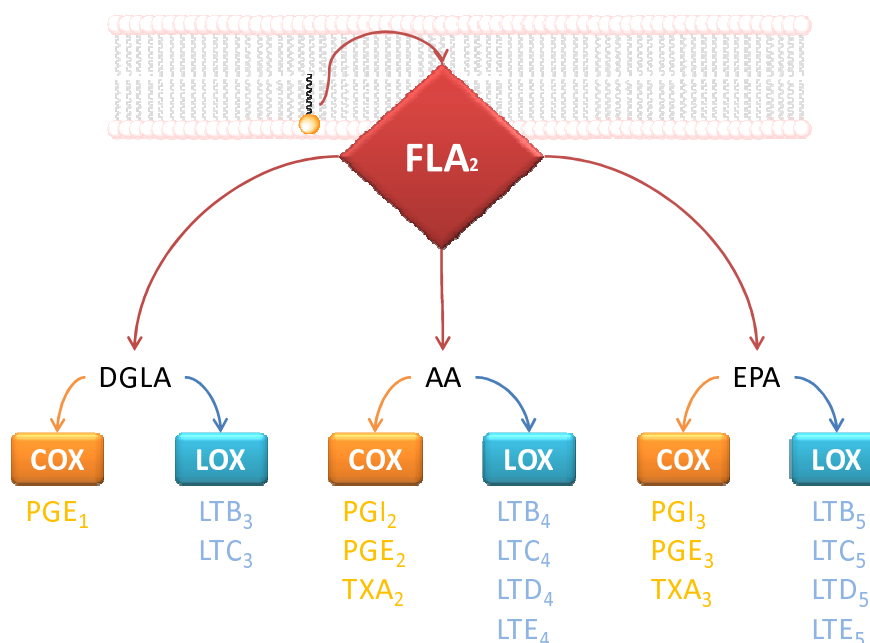 FLA₂
DGLA
AA
EPA
COX
LOX
COX
LOX
COX
LOX
PGE₁
LTB₃
LTC₃
PGI₂
PGE₂
TXA₂
LTB₄
LTC₄
LTD₄
LTE₄
PGI₃
PGE₃
TXA₃
LTB₅
LTC₅
LTD₅
LTE₅